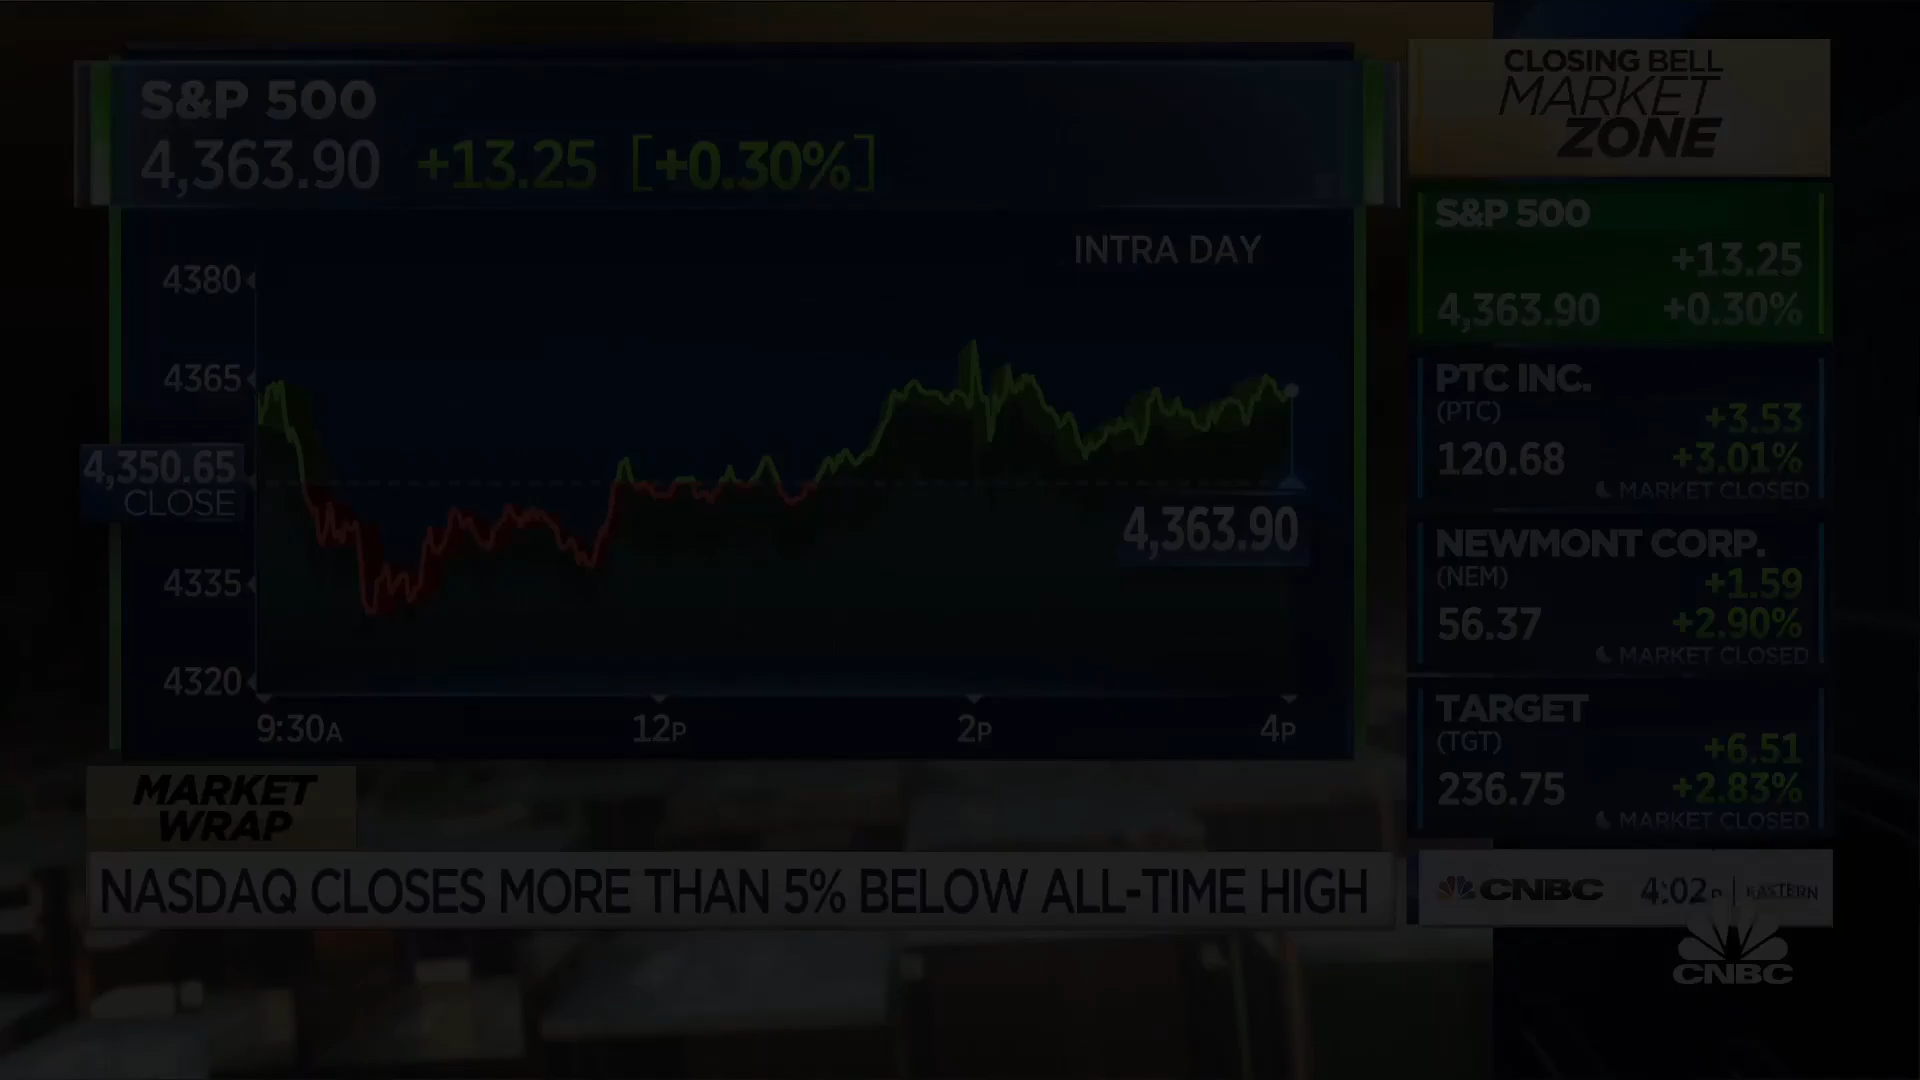 S&P 500
4,363.90 +13.25 [+0.30%]
INTRA DAY
4380
4365
4,350.65
CLOSE
4,363.90
4335
4320
9:30A 12P 2P 4P
MARKET
WRAP
NASDAQ CLOSES MORE THAN 5% BELOW ALL-TIME HIGH
CLOSING BELL
MARKET
ZONE
S&P 500
+13.25
4,363.90 +0.30%
PTC INC.
(PTC) +3.53
120.68 +3.01%
MARKET CLOSED
NEWMONT CORP.
(NEM) +1.59
56.37 +2.90%
MARKET CLOSED
TARGET
(TGT) +6.51
236.75 +2.83%
MARKET CLOSED
CNBC 4:02P EASTERN
CNBC